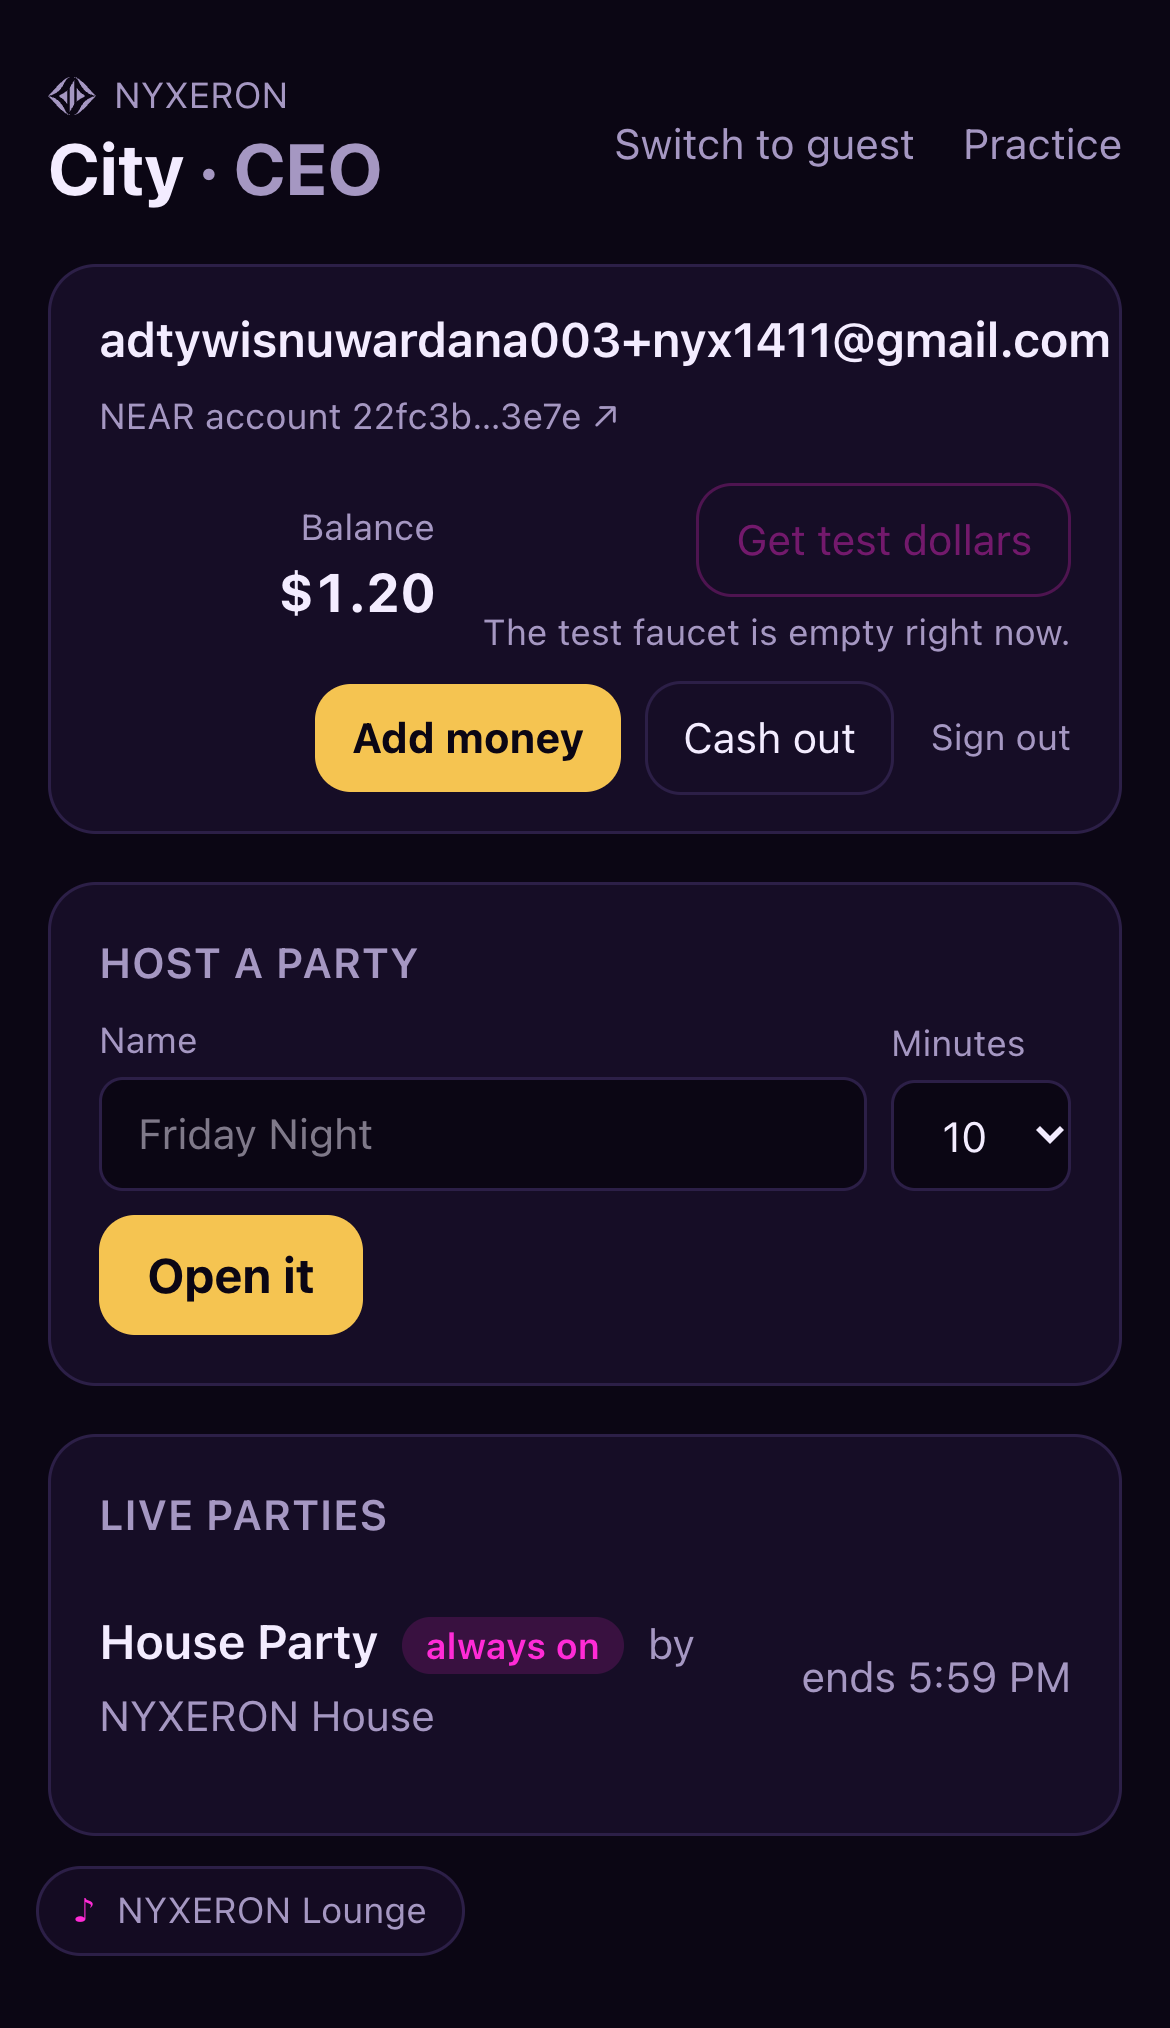 NYXERON
City · CEO
Switch to guest
Practice
adtywisnuwardana003+nyx1411@gmail.com
NEAR account 22fc3b…3e7e ↗
Balance
$1.20
Get test dollars
The test faucet is empty right now.
Add money
Cash out
Sign out
HOST A PARTY
Name
Minutes
Friday Night
10
Open it
LIVE PARTIES
House Party always on by
NYXERON House
ends 5:59 PM
♪ NYXERON Lounge